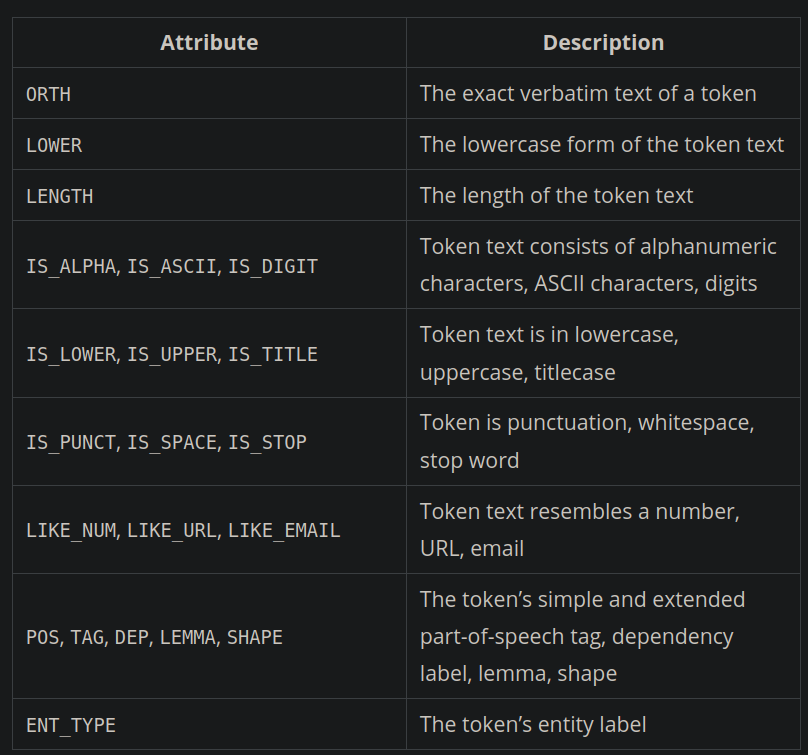 Attribute Description
ORTH The exact verbatim text of a token
LOWER The lowercase form of the token text
LENGTH The length of the token text
IS_ALPHA, IS_ASCII, IS_DIGIT Token text consists of alphanumeric
characters, ASCII characters, digits
IS_LOWER, IS_UPPER, IS_TITLE Token text is in lowercase,
uppercase, titlecase
IS_PUNCT, IS_SPACE, IS_STOP Token is punctuation, whitespace,
stop word
LIKE_NUM, LIKE_URL, LIKE_EMAIL Token text resembles a number,
URL, email
POS, TAG, DEP, LEMMA, SHAPE The token’s simple and extended
part-of-speech tag, dependency
label, lemma, shape
ENT_TYPE The token’s entity label